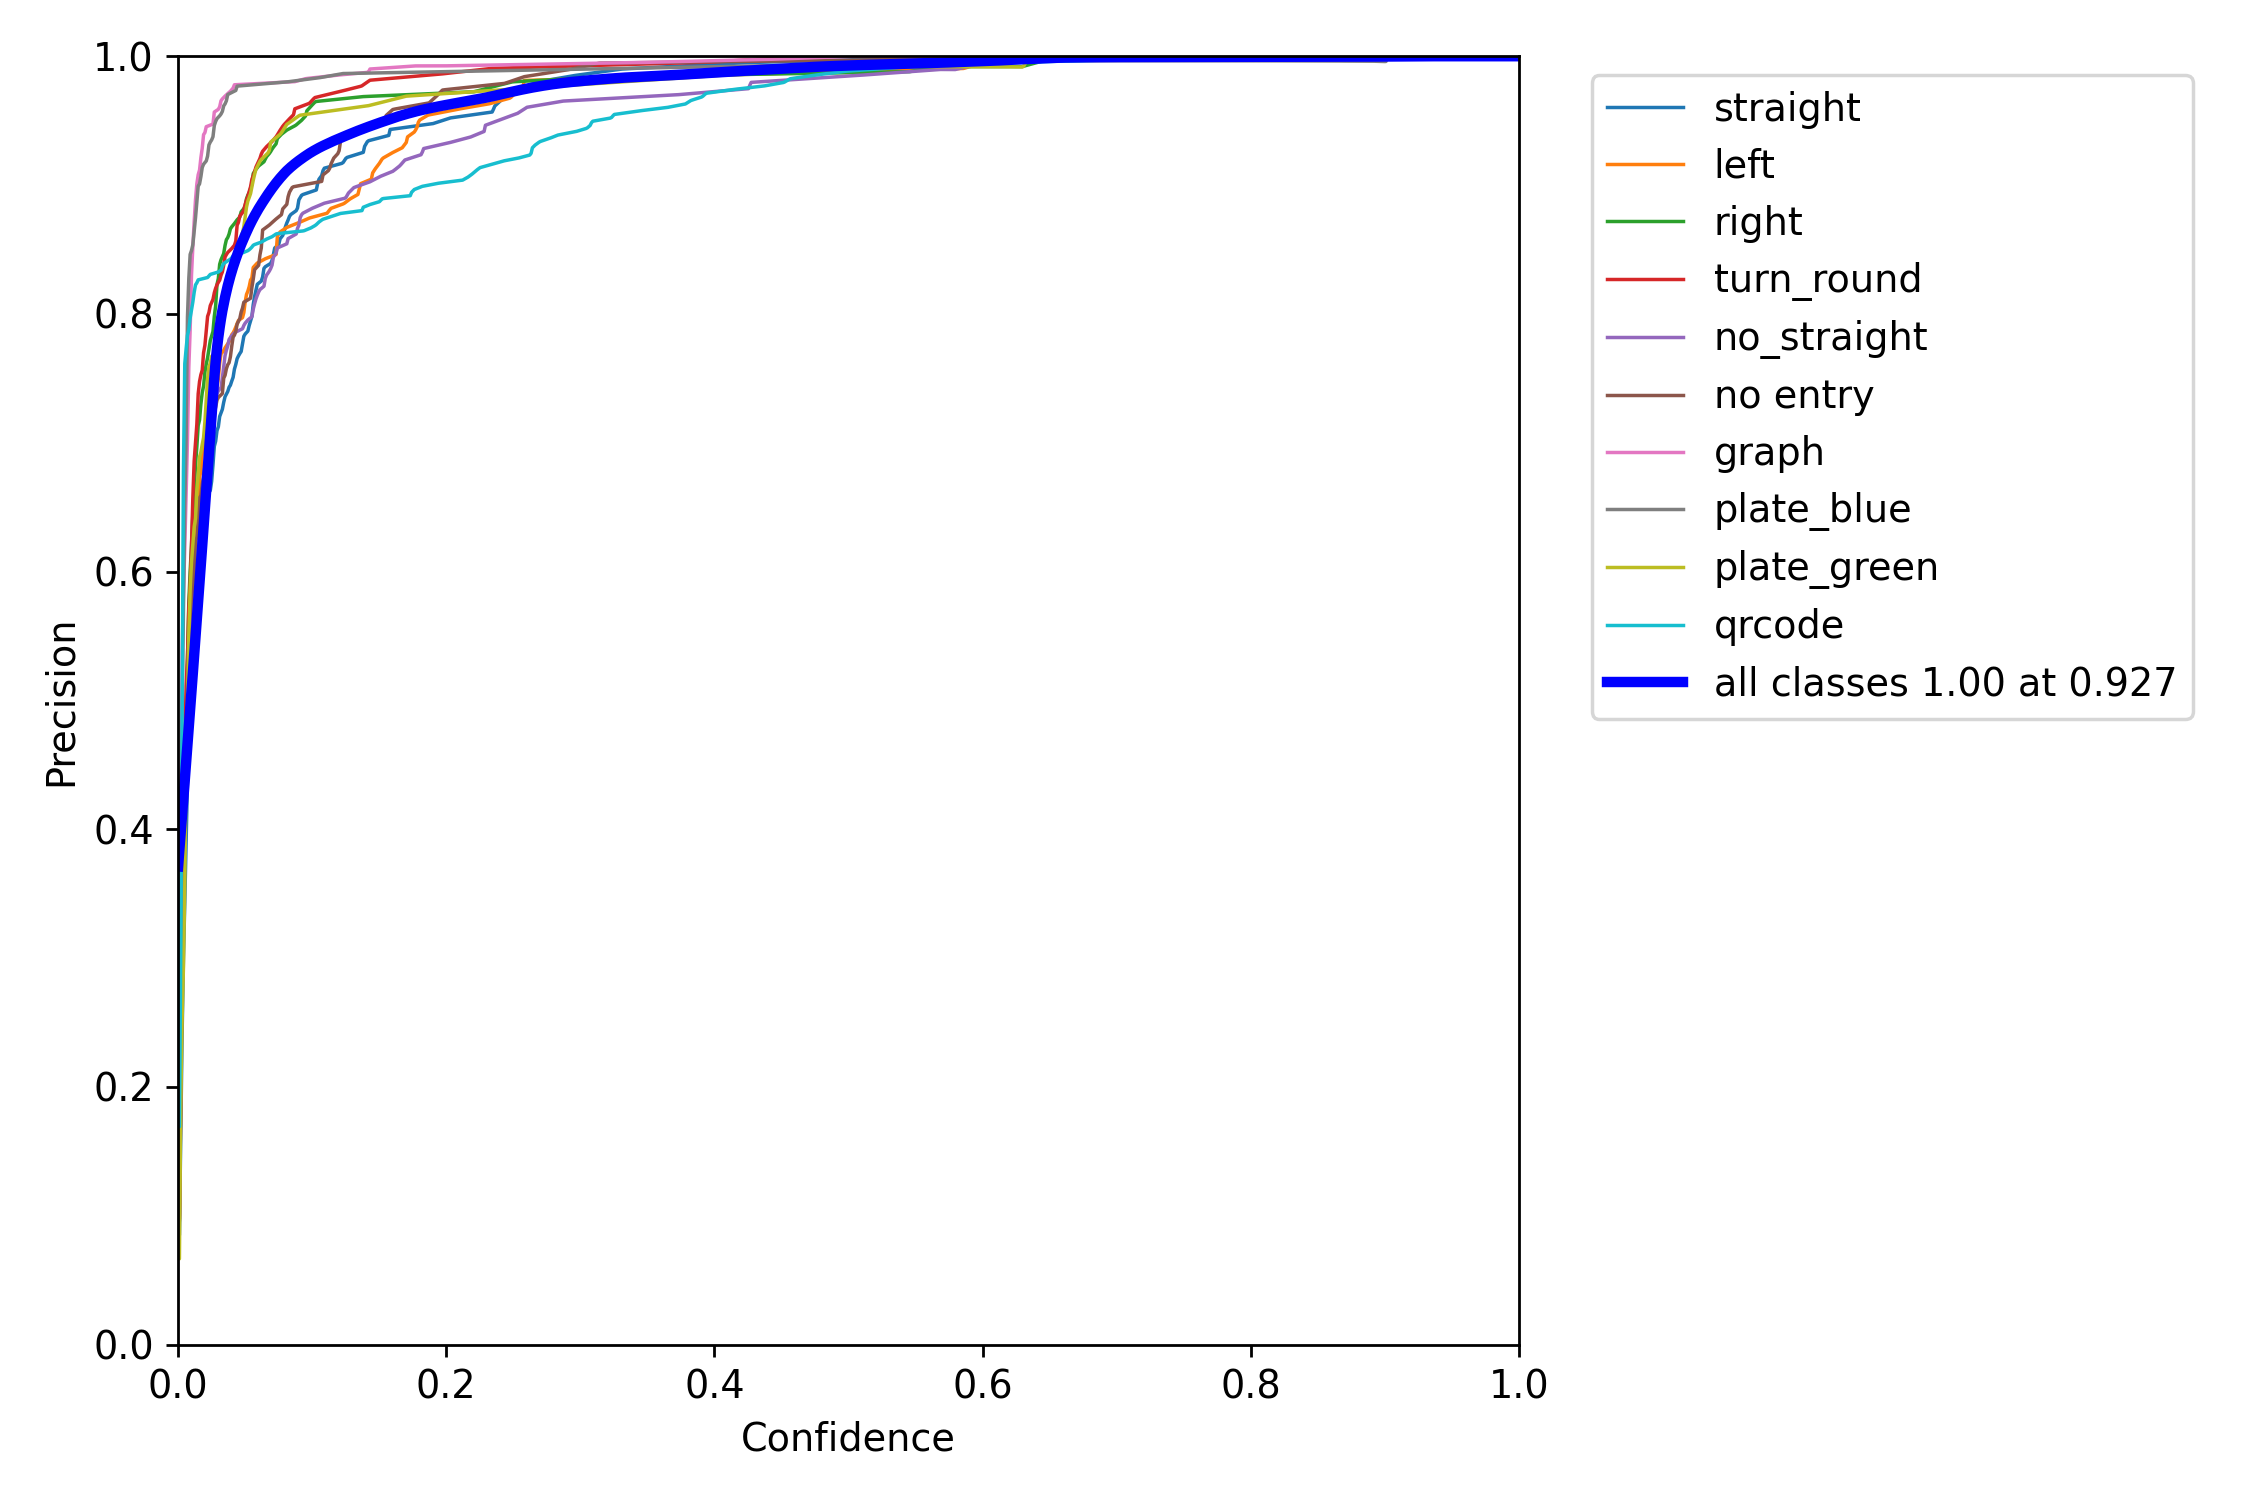 1.0
0.8
0.6
0.4
0.2
0.0
Precision
0.0 0.2 0.4 0.6 0.8 1.0
Confidence
straight
left
right
turn_round
no_straight
no entry
graph
plate_blue
plate_green
qrcode
all classes 1.00 at 0.927